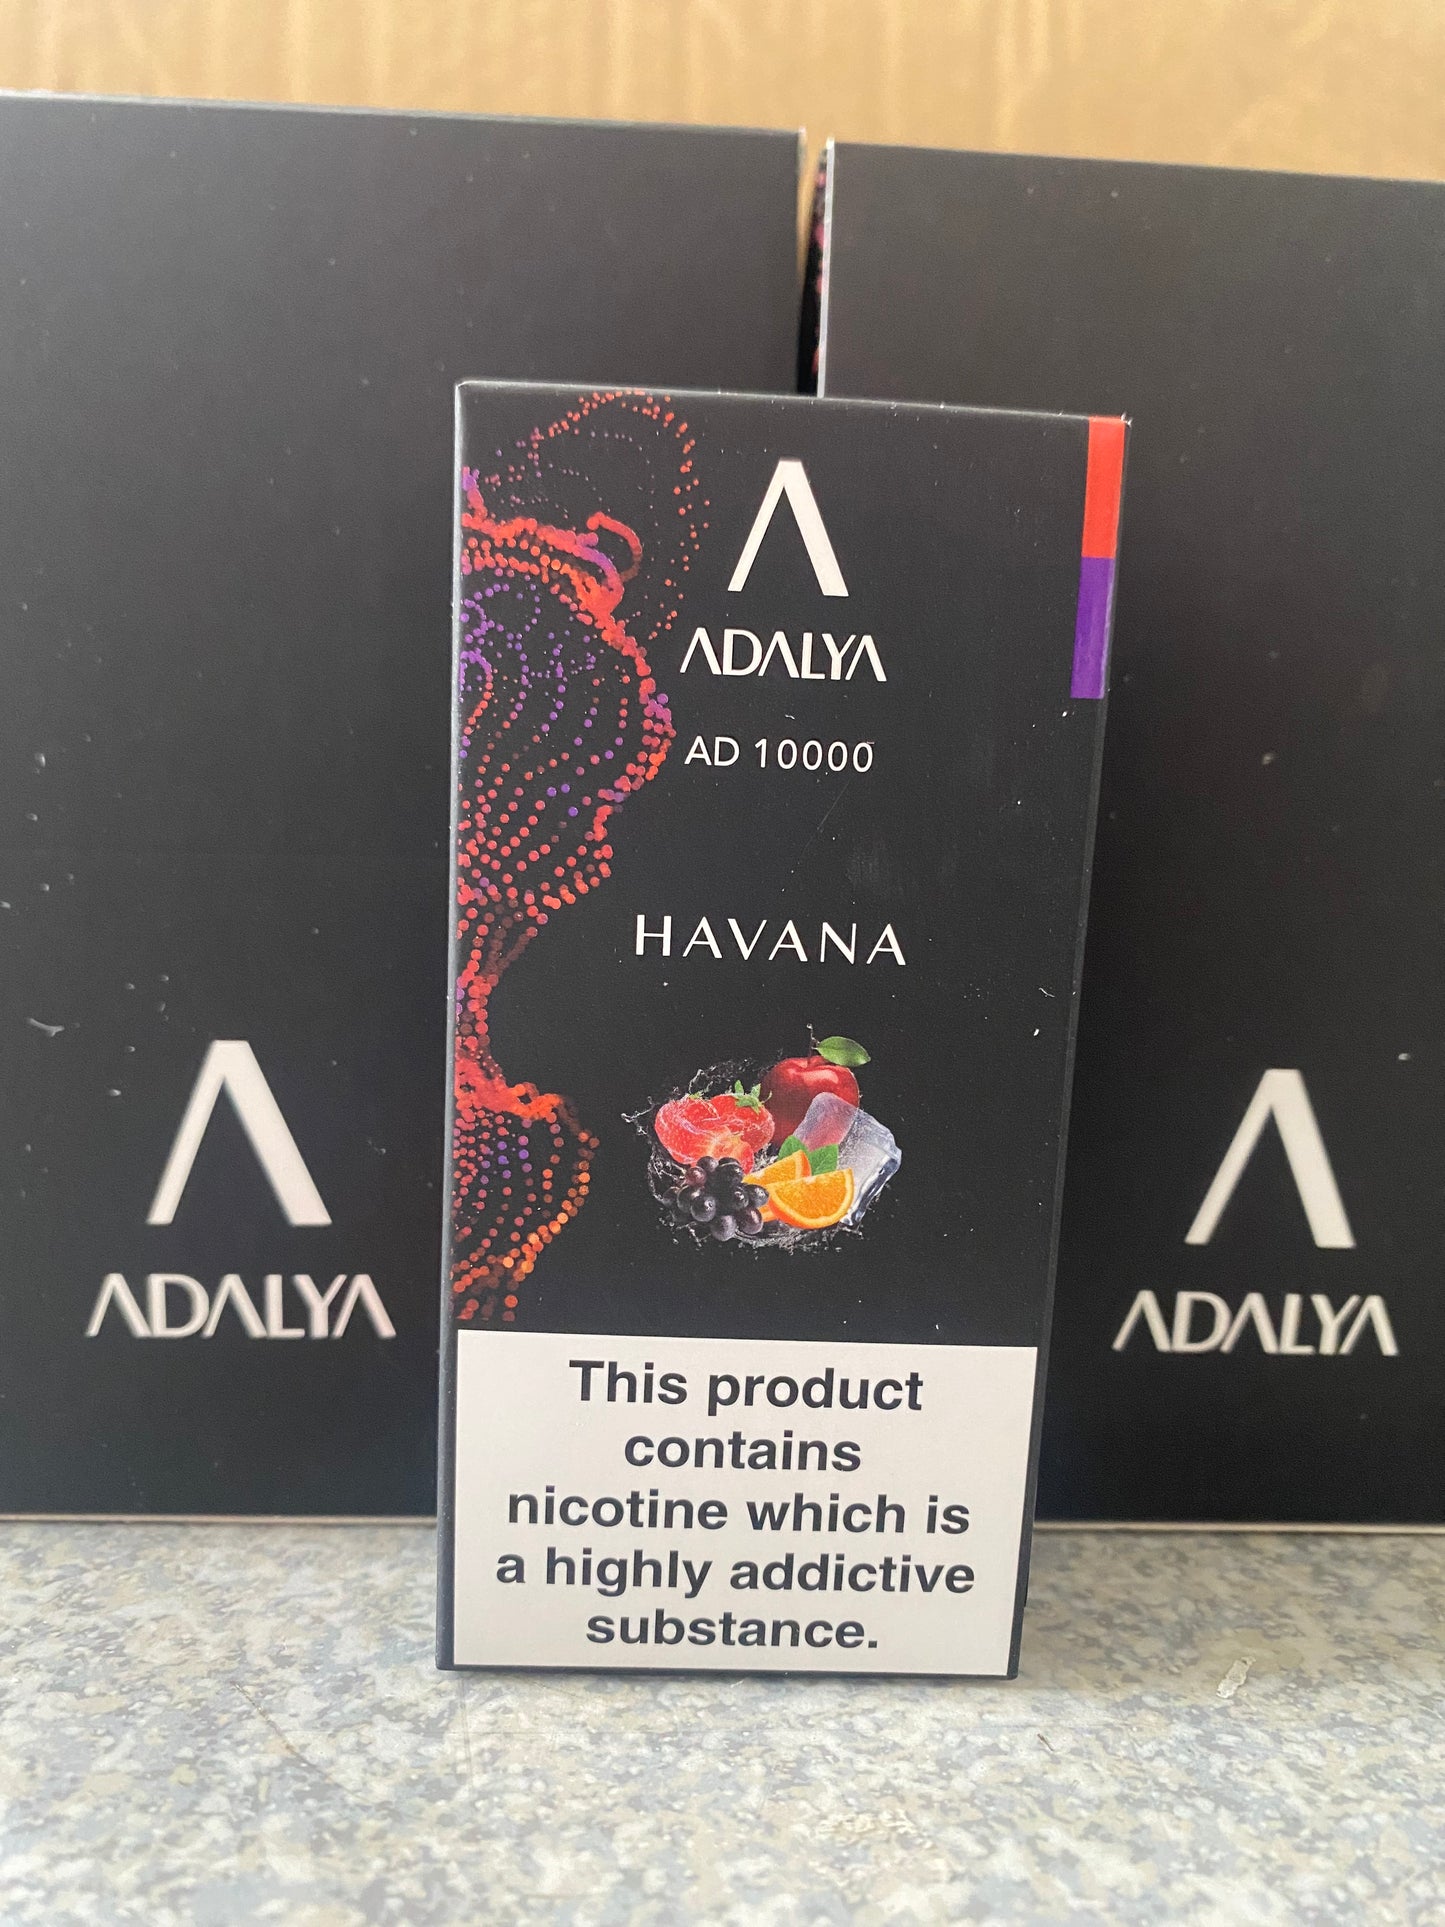 ADALYA
AD 10000
HAVANA
This product
contains
nicotine which is
a highly addictive
substance.
ADALYA
ADALYA